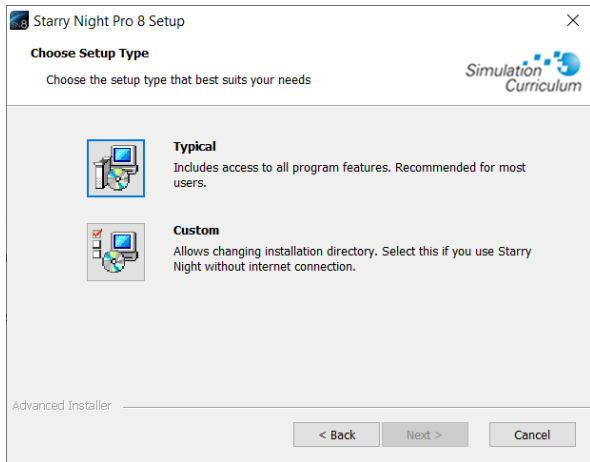 Starry Night Pro 8 Setup
Choose Setup Type
Choose the setup type that best suits your needs
Simulation
Curriculum
Typical
Includes access to all program features. Recommended for most
users.
Custom
Allows changing installation directory. Select this if you use Starry
Night without internet connection.
Advanced Installer
< Back
Next >
Cancel